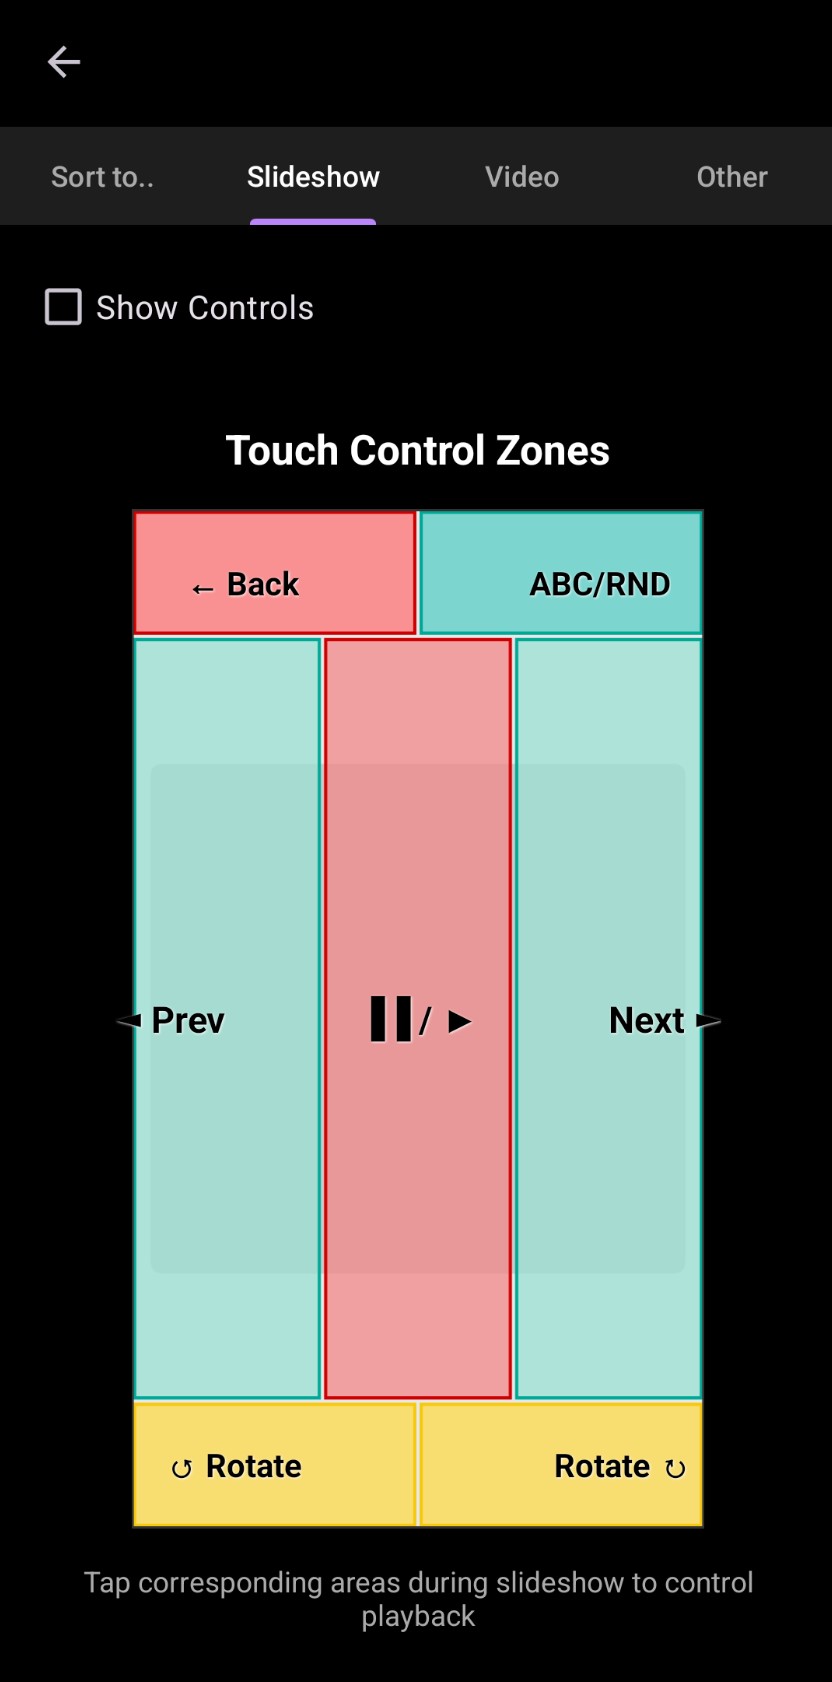 Sort to..
Slideshow
Video
Other
Show Controls
Touch Control Zones
← Back
ABC/RND
◄ Prev
▐▐ / ►
Next ►
↺ Rotate
Rotate ↻
Tap corresponding areas during slideshow to control
playback